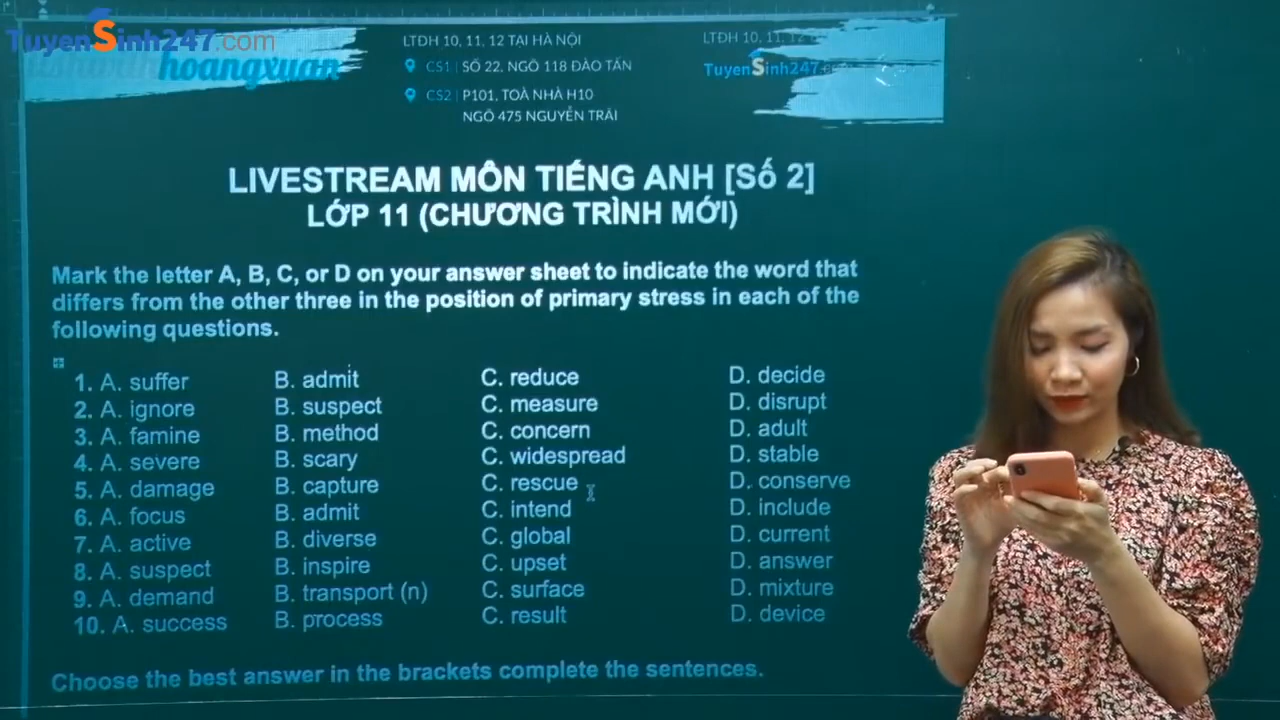 TuyenSinh247.com
hoangxuan
LTĐH 10, 11, 12 TẠI HÀ NỘI
CS1 | SỐ 22, NGÕ 118 ĐÀO TẤN
CS2 | P101, TOÀ NHÀ H10
NGÕ 475 NGUYỄN TRÃI
LTĐH 10, 11, 12
TuyenSinh247
LIVESTREAM MÔN TIẾNG ANH [Số 2]
LỚP 11 (CHƯƠNG TRÌNH MỚI)
Mark the letter A, B, C, or D on your answer sheet to indicate the word that
differs from the other three in the position of primary stress in each of the
following questions.
1. A. suffer B. admit C. reduce D. decide
2. A. ignore B. suspect C. measure D. disrupt
3. A. famine B. method C. concern D. adult
4. A. severe B. scary C. widespread D. stable
5. A. damage B. capture C. rescue D. conserve
6. A. focus B. admit C. intend D. include
7. A. active B. diverse C. global D. current
8. A. suspect B. inspire C. upset D. answer
9. A. demand B. transport (n) C. surface D. mixture
10. A. success B. process C. result D. device
Choose the best answer in the brackets complete the sentences.